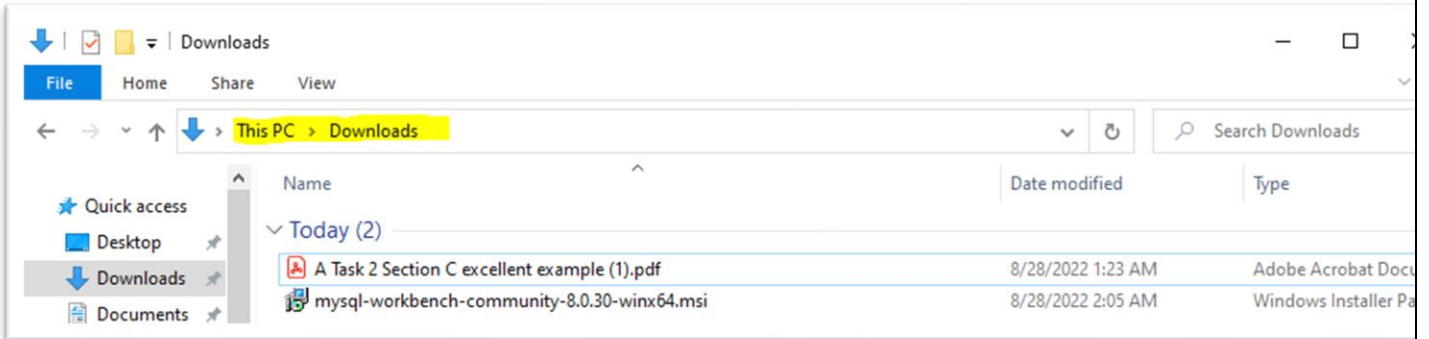 Downloads
File Home Share View
This PC > Downloads Search Downloads
Name Date modified Type
Quick access
Today (2)
Desktop
A Task 2 Section C excellent example (1).pdf 8/28/2022 1:23 AM Adobe Acrobat Docu
Downloads
mysql-workbench-community-8.0.30-winx64.msi 8/28/2022 2:05 AM Windows Installer Pa
Documents